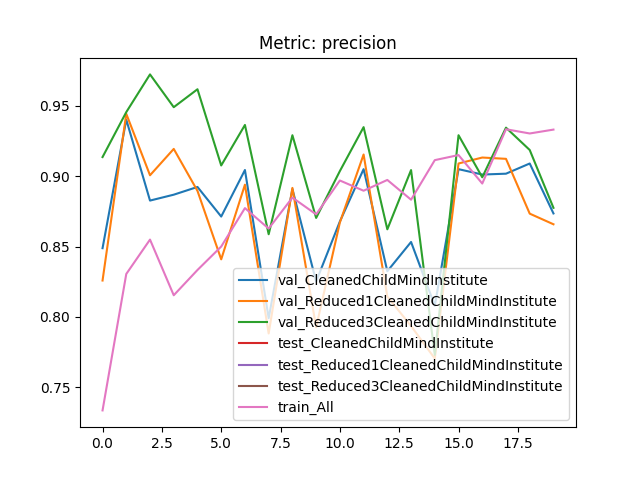 Metric: precision
0.95
0.90
0.85
0.80
0.75
val_CleanedChildMindInstitute
val_Reduced1CleanedChildMindInstitute
val_Reduced3CleanedChildMindInstitute
test_CleanedChildMindInstitute
test_Reduced1CleanedChildMindInstitute
test_Reduced3CleanedChildMindInstitute
train_All
0.0 2.5 5.0 7.5 10.0 12.5 15.0 17.5